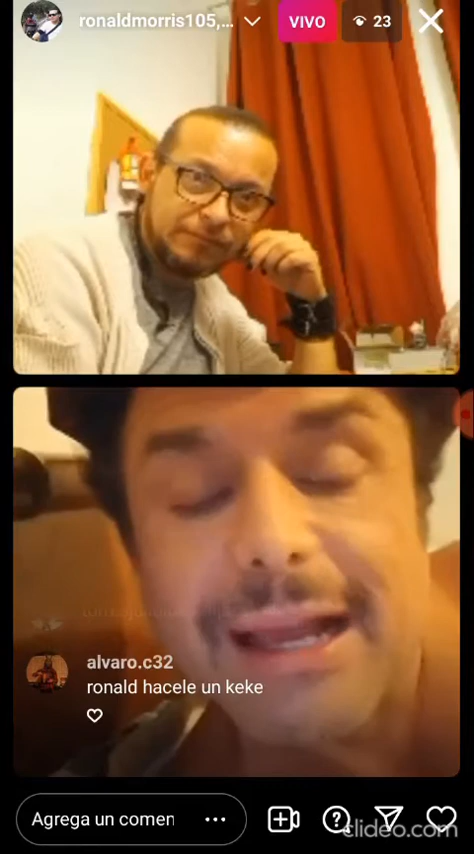 ronaldmorris105,...
VIVO
23
alvaro.c32
ronald hacele un keke
Agrega un comen
clideo.com